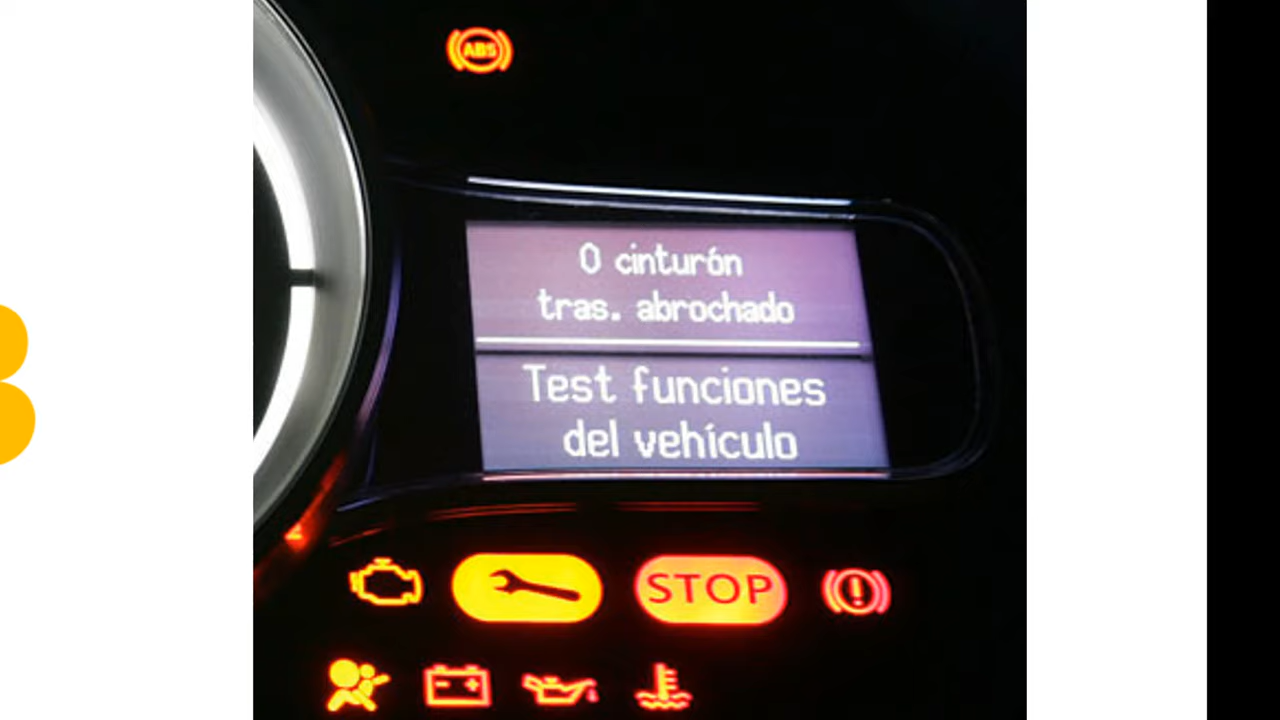 ABS
0 cinturón
tras. abrochado
Test funciones
del vehículo
STOP